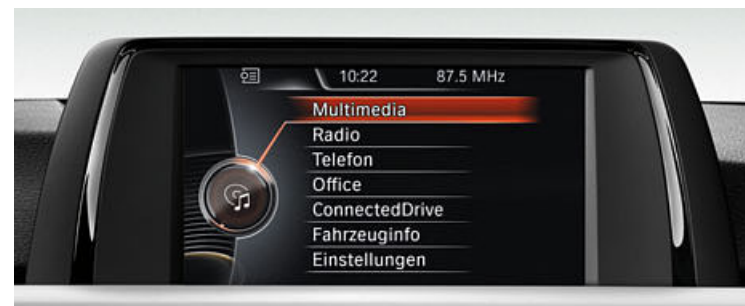 10:22 87.5 MHz
Multimedia
Radio
Telefon
Office
ConnectedDrive
Fahrzeuginfo
Einstellungen